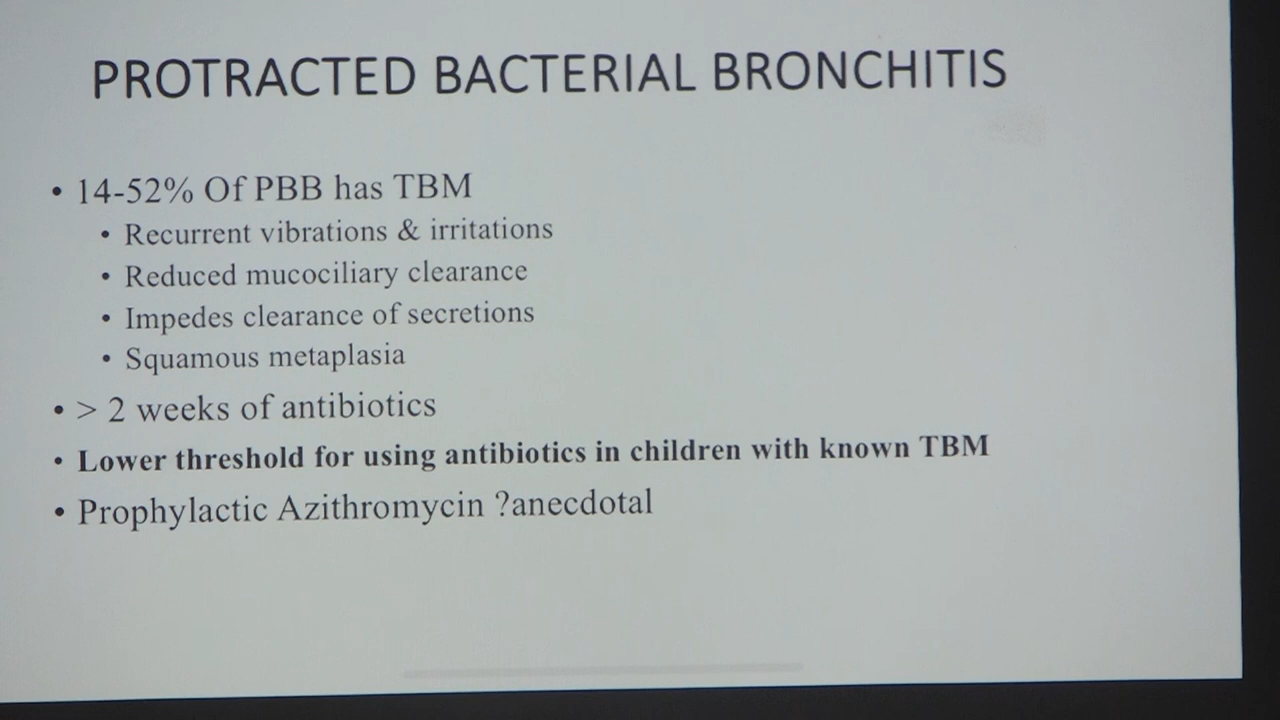 PROTRACTED BACTERIAL BRONCHITIS
• 14-52% Of PBB has TBM
• Recurrent vibrations & irritations
• Reduced mucociliary clearance
• Impedes clearance of secretions
• Squamous metaplasia
• > 2 weeks of antibiotics
• Lower threshold for using antibiotics in children with known TBM
• Prophylactic Azithromycin ?anecdotal